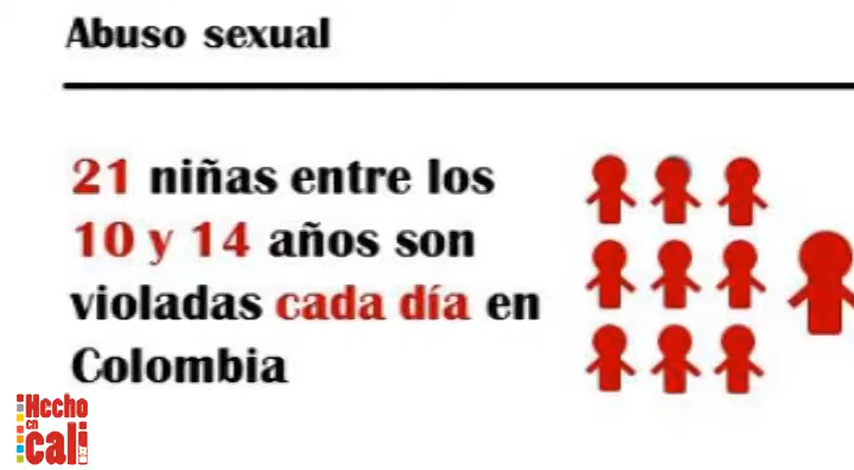 Abuso sexual
21 niñas entre los
10 y 14 años son
violadas cada día en
Colombia
Hecho
en
cali